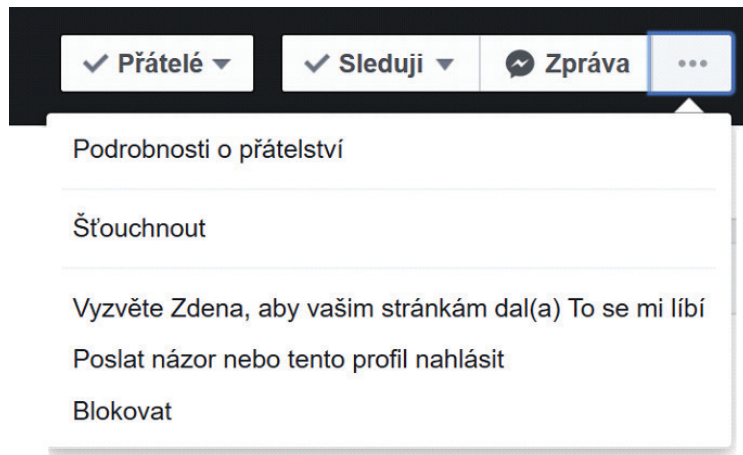 Přátelé Sleduji Zpráva
Podrobnosti o přátelství
Šťouchnout
Vyzvěte Zdena, aby vašim stránkám dal(a) To se mi líbí
Poslat názor nebo tento profil nahlásit
Blokovat